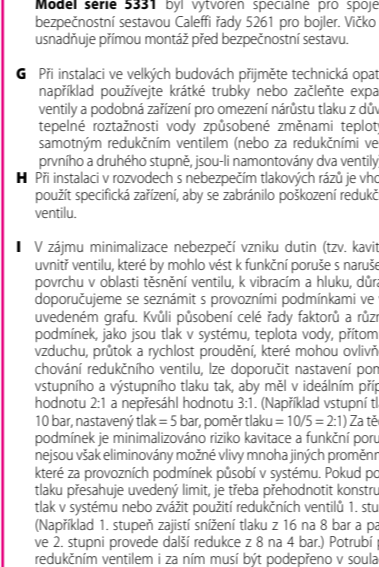 Model série 5331 byl vytvořen speciálně pro spoje
bezpečnostní sestavou Caleffi řady 5261 pro bojler. Vičko
usnadňuje přímou montáž před bezpečnostní sestavu.
G Při instalaci ve velkých budovách přijměte technická opat
například používejte krátké trubky nebo začleňte expa
ventily a podobná zařízení pro omezení nárůstu tlaku z dův
tepelné roztažnosti vody způsobené změnami teploty
samotným redukčním ventilem (nebo za redukčními ve
prvního a druhého stupně, jsou-li namontovány dva ventily)
H Při instalaci v rozvodech s nebezpečím tlakových rázů je vhc
použít specifická zařízení, aby se zabránilo poškození redukč
ventilu.
I V zájmu minimalizace nebezpečí vzniku dutin (tzv. kavit
uvnitř ventilu, které by mohlo vést k funkční poruše s naruše
povrchu v oblasti těsnění ventilu, k vibracím a hluku, důra
doporučujeme se seznámit s provozními podmínkami ve
uvedeném grafu. Kvůli působení celé řady faktorů a různ
podmínek, jako jsou tlak v systému, teplota vody, přítom
vzduchu, průtok a rychlost proudění, které mohou ovlivň
chování redukčního ventilu, lze doporučit nastavení pom
vstupního a výstupního tlaku tak, aby měl v ideálním příp
hodnotu 2:1 a nepřesáhl hodnotu 3:1. (Například vstupní tl
10 bar, nastavený tlak = 5 bar, poměr tlaku = 10/5 = 2:1) Za těc
podmínek je minimalizováno riziko kavitace a funkční poru
nejsou však eliminovány možné vlivy mnoha jiných proměnn
které za provozních podmínek působí v systému. Pokud po
tlaku přesahuje uvedený limit, je třeba přehodnotit konstru
tlak v systému nebo zvážit použití redukčních ventilů 1. stu
(Například 1. stupeň zajistí snížení tlaku z 16 na 8 bar a pa
ve 2. stupni provede další redukce z 8 na 4 bar.) Potrubí p
redukčním ventilem i za ním musí být podepřeno v soula